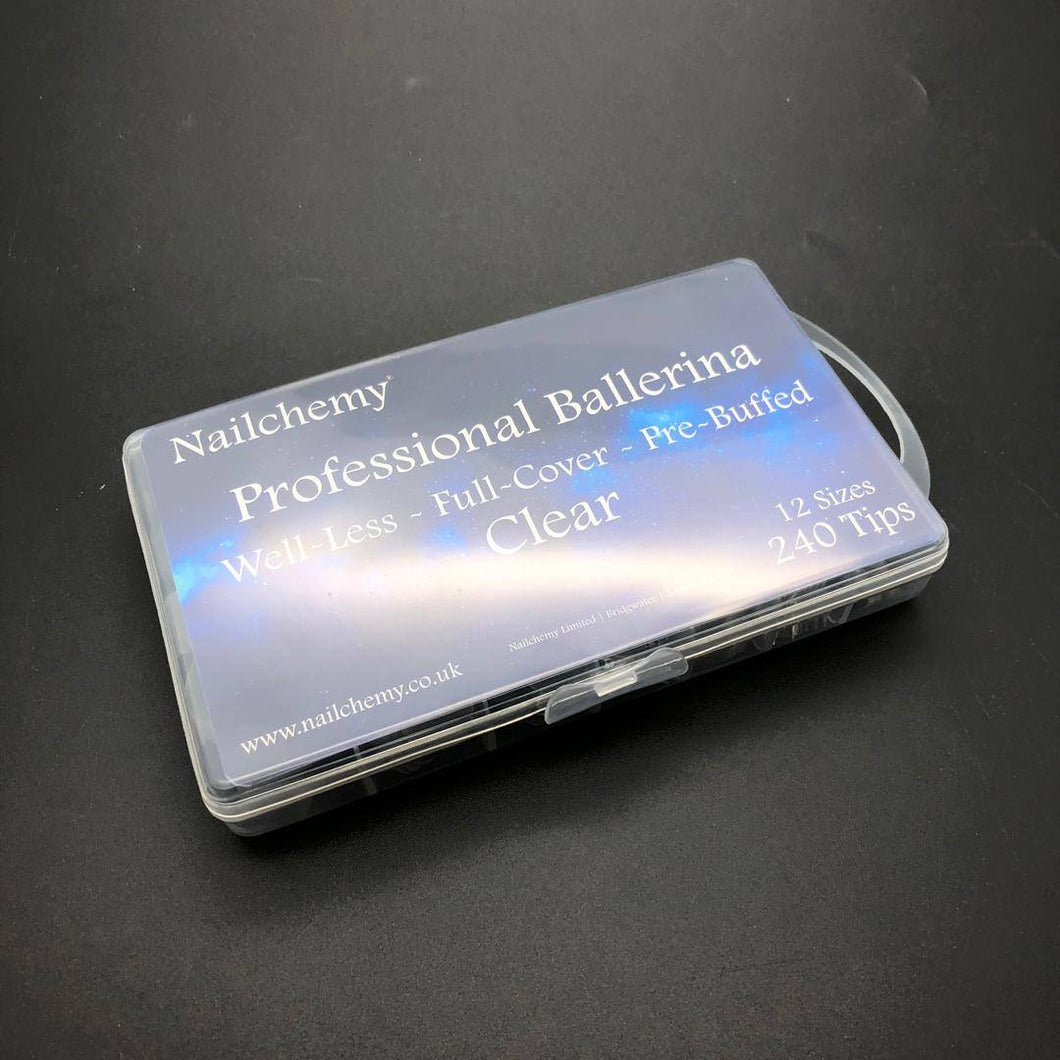 Nailchemy®
Professional Ballerina
Well-Less ~ Full-Cover ~ Pre-Buffed
Clear
12 Sizes
240 Tips
Nailchemy Limited | Bridgwater |
www.nailchemy.co.uk